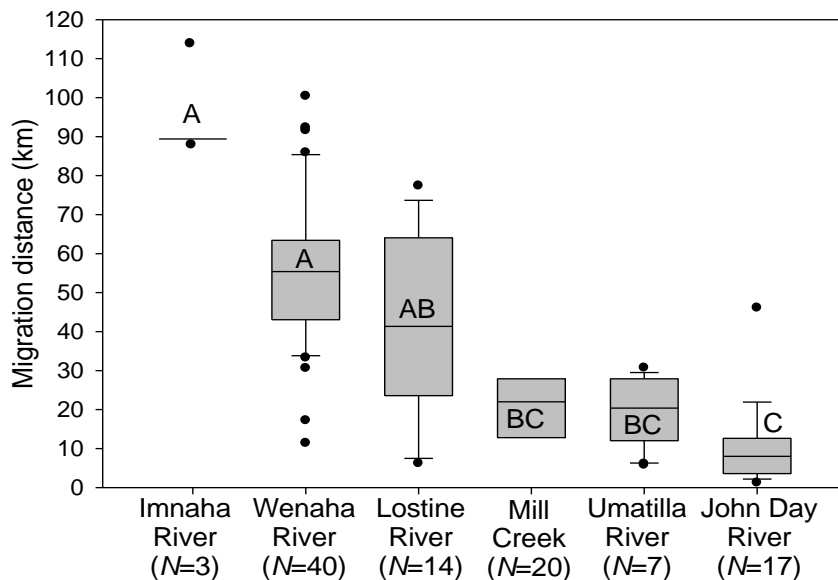 Migration distance (km)
120
110
100
90
80
70
60
50
40
30
20
10
0
A
A
AB
BC
BC
C
Imnaha
River
(N=3)
Wenaha
River
(N=40)
Lostine
River
(N=14)
Mill
Creek
(N=20)
Umatilla
River
(N=7)
John Day
River
(N=17)